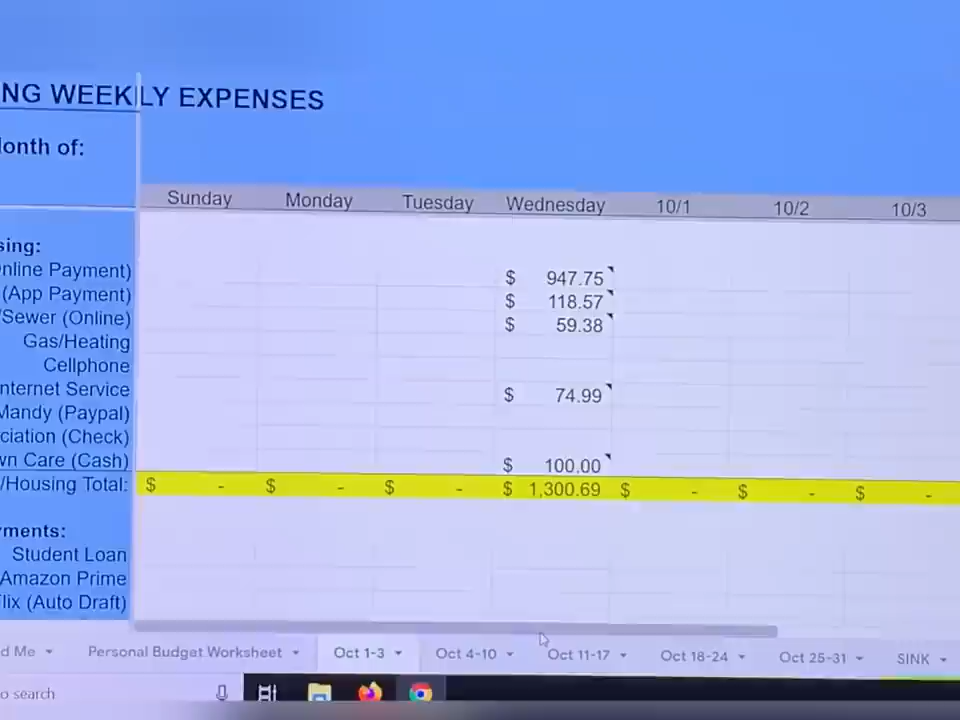 NG WEEKLY EXPENSES
onth of:
Sunday Monday Tuesday Wednesday 10/1 10/2 10/3
sing:
nline Payment) $ 947.75
(App Payment) $ 118.57
/Sewer (Online) $ 59.38
Gas/Heating
Cellphone
nternet Service $ 74.99
Mandy (Paypal)
ciation (Check)
wn Care (Cash) $ 100.00
/Housing Total: $ - $ - $ - $ 1,300.69 $ - $ - $ -
ments:
Student Loan
Amazon Prime
flix (Auto Draft)
d Me Personal Budget Worksheet Oct 1-3 Oct 4-10 Oct 11-17 Oct 18-24 Oct 25-31 SINK
o search